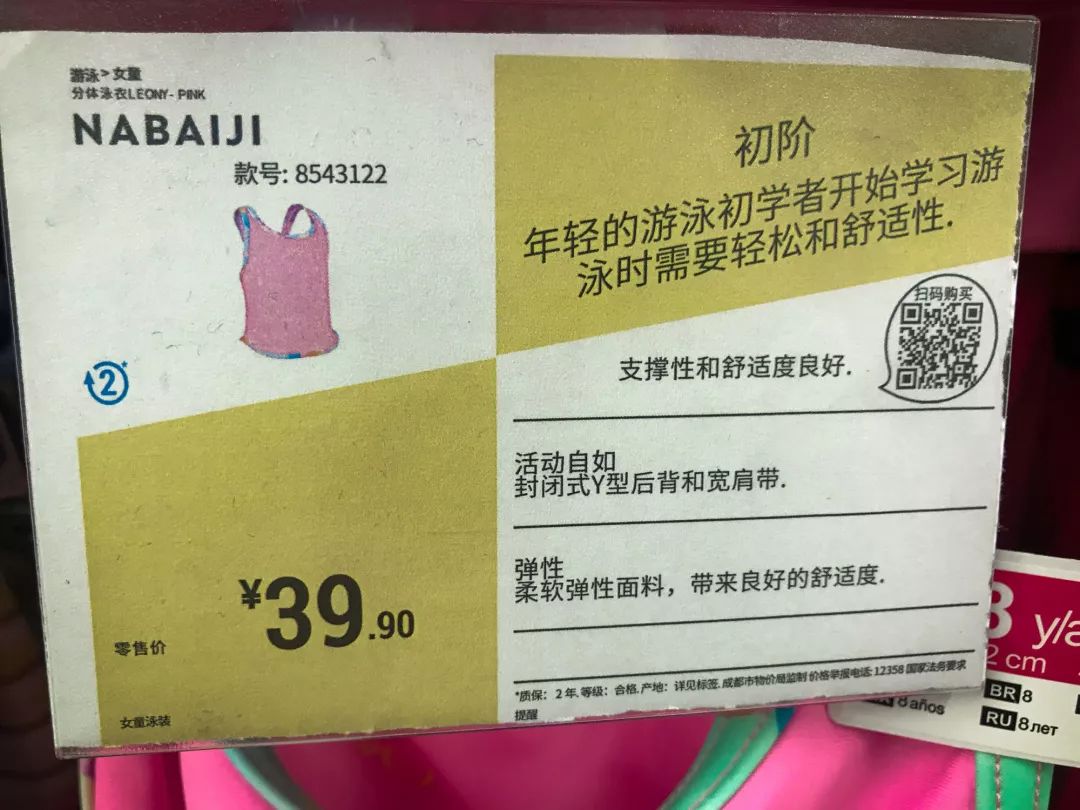 游泳>女童
分体泳衣LEONY- PINK
NABAIJI
款号: 8543122
2
¥39.90
零售价
女童泳装
初阶
年轻的游泳初学者开始学习游
泳时需要轻松和舒适性.
扫码购买
支撑性和舒适度良好.
活动自如
封闭式Y型后背和宽肩带.
弹性
柔软弹性面料，带来良好的舒适度.
*质保: 2 年. 等级: 合格. 产地: 详见标签. 成都市物价局监制 价格举报电话: 12358 国家法务要求
提醒
y/a
2 cm
BR 8
8 años
RU 8 лет